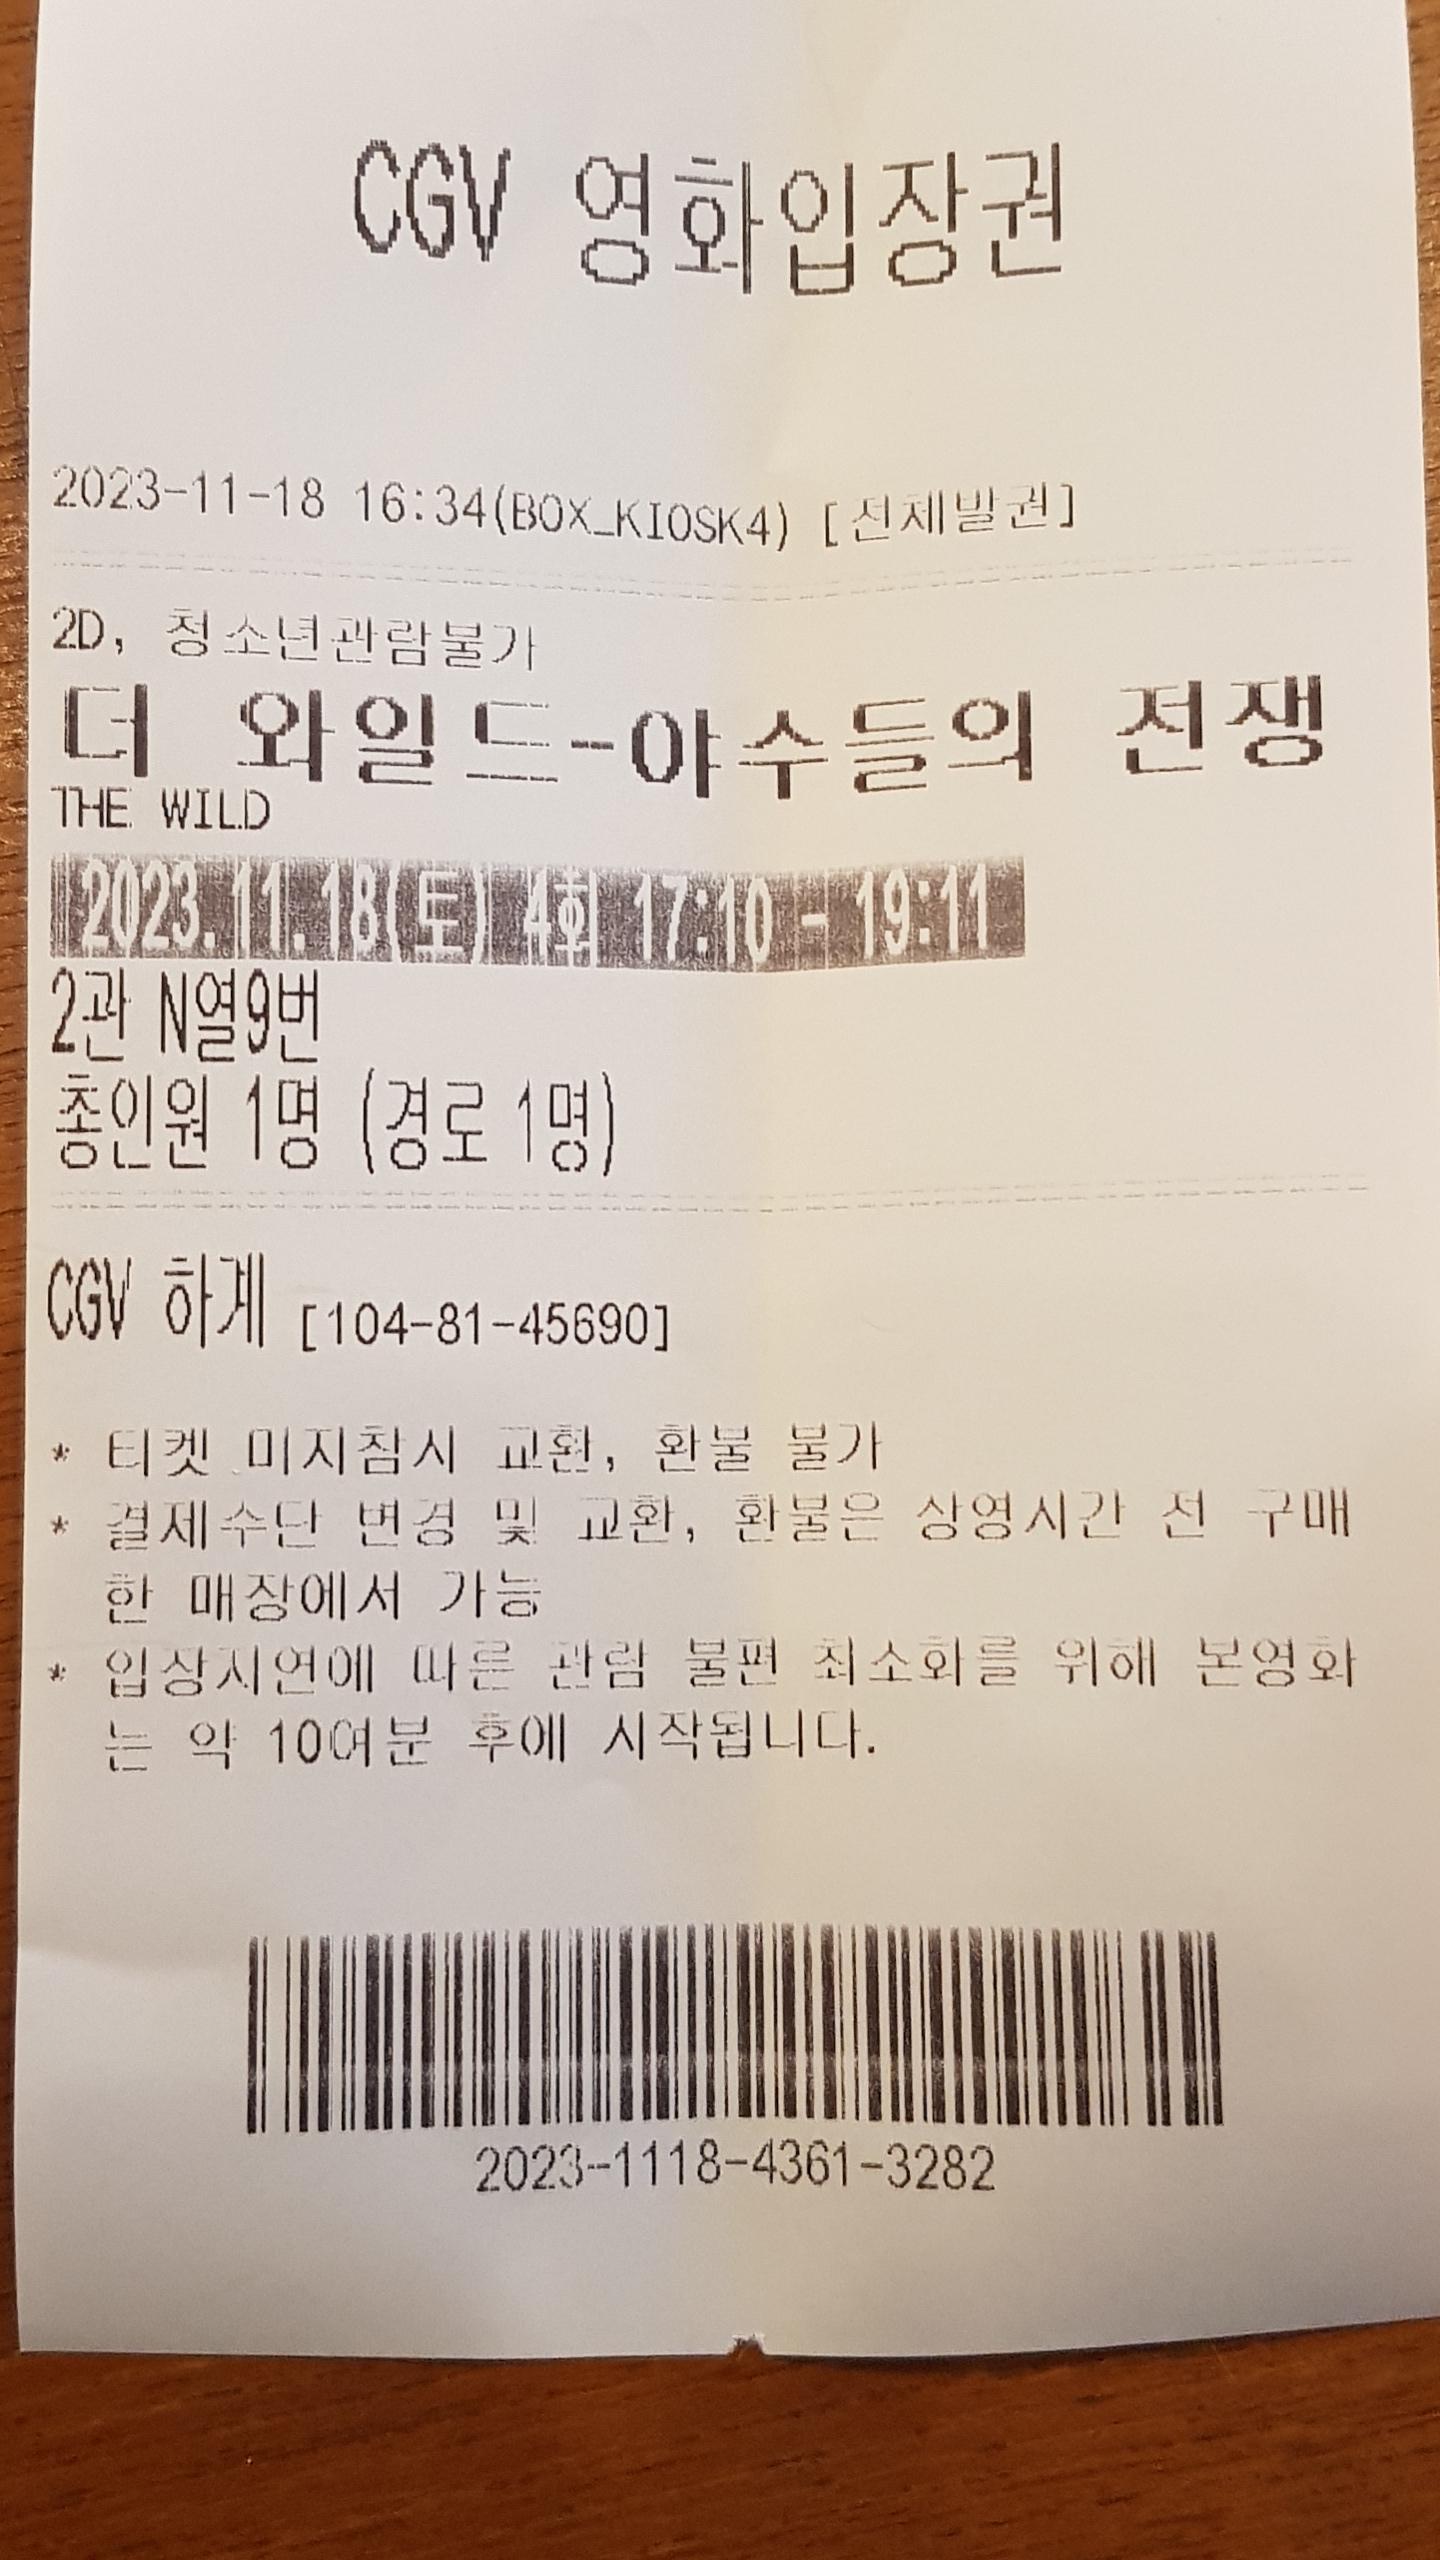 CGV 영화입장권
2023-11-18 16:34(BOX_KIOSK4) [전체발권]
2D, 청소년관람불가
더 와일드-야수들의 전쟁
THE WILD
2023.11.18(토) 4회 17:10 - 19:11
2관 N열9번
총인원 1명 (경로 1명)
CGV 하계 [104-81-45690]
* 티켓 미지참시 교환, 환불 불가
* 결제수단 변경 및 교환, 환불은 상영시간 전 구매
한 매장에서 가능
* 입장지연에 따른 관람 불편 최소화를 위해 본영화
는 약 10여분 후에 시작됩니다.
2023-1118-4361-3282